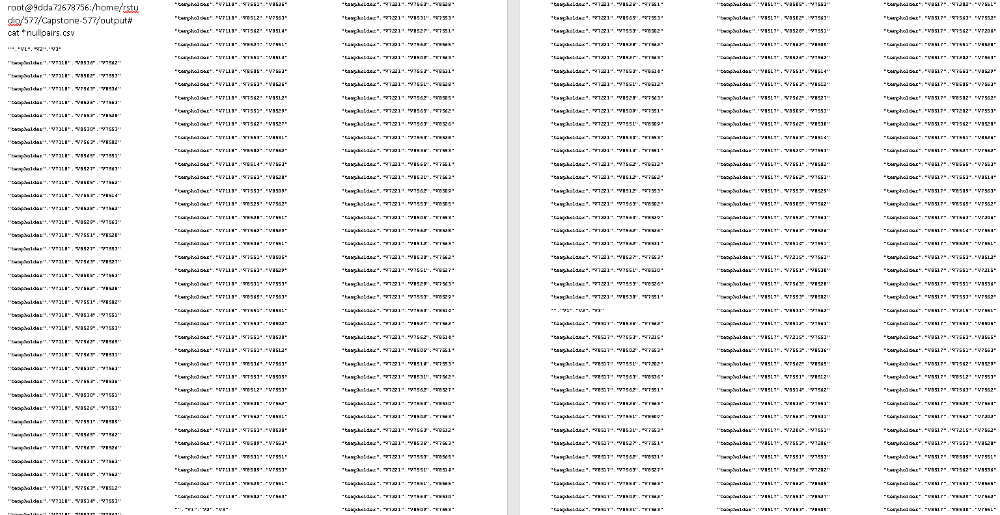 root@9dda72678756:/home/rstu
dio/577/Capstone-577/output#
cat *nullpairs.csv
"","V1","V2","V3"
"tempholder","V7118","V8536","V7562"
"tempholder","V7118","V8502","V7553"
"tempholder","V7118","V7563","V8536"
"tempholder","V7118","V8526","V7563"
"tempholder","V7118","V7553","V8528"
"tempholder","V7118","V8530","V7553"
"tempholder","V7118","V7563","V8502"
"tempholder","V7118","V8565","V7551"
"tempholder","V7118","V8527","V7563"
"tempholder","V7118","V8505","V7562"
"tempholder","V7118","V7553","V8514"
"tempholder","V7118","V8528","V7562"
"tempholder","V7118","V8529","V7563"
"tempholder","V7118","V7551","V8528"
"tempholder","V7118","V8527","V7553"
"tempholder","V7118","V7563","V8527"
"tempholder","V7118","V8505","V7553"
"tempholder","V7118","V7562","V8528"
"tempholder","V7118","V7551","V8502"
"tempholder","V7118","V8514","V7551"
"tempholder","V7118","V8529","V7553"
"tempholder","V7118","V7562","V8565"
"tempholder","V7118","V7563","V8531"
"tempholder","V7118","V8530","V7563"
"tempholder","V7118","V7553","V8536"
"tempholder","V7118","V8530","V7551"
"tempholder","V7118","V8526","V7553"
"tempholder","V7118","V7551","V8509"
"tempholder","V7118","V8565","V7562"
"tempholder","V7118","V7563","V8526"
"tempholder","V7118","V8531","V7563"
"tempholder","V7118","V8509","V7562"
"tempholder","V7118","V7563","V8512"
"tempholder","V7118","V8514","V7553"
"tempholder","V7118","V8512","V7563"
"tempholder","V7118","V7551","V8536"
"tempholder","V7118","V8512","V7563"
"tempholder","V7118","V7562","V8514"
"tempholder","V7118","V8527","V7551"
"tempholder","V7118","V7551","V8514"
"tempholder","V7118","V8505","V7563"
"tempholder","V7118","V7553","V8526"
"tempholder","V7118","V7562","V8512"
"tempholder","V7118","V7551","V8529"
"tempholder","V7118","V7562","V8527"
"tempholder","V7118","V7553","V8531"
"tempholder","V7118","V8502","V7562"
"tempholder","V7118","V8514","V7563"
"tempholder","V7118","V7563","V8528"
"tempholder","V7118","V7553","V8509"
"tempholder","V7118","V8529","V7562"
"tempholder","V7118","V8528","V7551"
"tempholder","V7118","V7562","V8529"
"tempholder","V7118","V8536","V7551"
"tempholder","V7118","V7551","V8505"
"tempholder","V7118","V7563","V8529"
"tempholder","V7118","V8531","V7553"
"tempholder","V7118","V8565","V7563"
"tempholder","V7118","V7551","V8531"
"tempholder","V7118","V7553","V8502"
"tempholder","V7118","V7551","V8530"
"tempholder","V7118","V7551","V8512"
"tempholder","V7118","V8536","V7563"
"tempholder","V7118","V7553","V8505"
"tempholder","V7118","V8512","V7553"
"tempholder","V7118","V8530","V7562"
"tempholder","V7118","V7562","V8531"
"tempholder","V7118","V7553","V8530"
"tempholder","V7118","V8509","V7563"
"tempholder","V7118","V8531","V7551"
"tempholder","V7118","V8509","V7553"
"tempholder","V7118","V8529","V7551"
"tempholder","V7118","V8502","V7563"
"","V1","V2","V3"
"tempholder","V7221","V7563","V8528"
"tempholder","V7221","V8531","V7553"
"tempholder","V7221","V8527","V7551"
"tempholder","V7221","V7562","V8565"
"tempholder","V7221","V8509","V7563"
"tempholder","V7221","V7553","V8531"
"tempholder","V7221","V7551","V8528"
"tempholder","V7221","V7562","V8505"
"tempholder","V7221","V8565","V7562"
"tempholder","V7221","V7563","V8526"
"tempholder","V7221","V7553","V8528"
"tempholder","V7221","V8536","V7553"
"tempholder","V7221","V8565","V7551"
"tempholder","V7221","V8531","V7563"
"tempholder","V7221","V7562","V8509"
"tempholder","V7221","V7553","V8505"
"tempholder","V7221","V8505","V7553"
"tempholder","V7221","V7562","V8528"
"tempholder","V7221","V8512","V7563"
"tempholder","V7221","V8530","V7562"
"tempholder","V7221","V7551","V8527"
"tempholder","V7221","V8529","V7563"
"tempholder","V7221","V7553","V8529"
"tempholder","V7221","V7563","V8514"
"tempholder","V7221","V8527","V7562"
"tempholder","V7221","V7562","V8514"
"tempholder","V7221","V8505","V7551"
"tempholder","V7221","V8514","V7553"
"tempholder","V7221","V8531","V7562"
"tempholder","V7221","V7562","V8527"
"tempholder","V7221","V7553","V8530"
"tempholder","V7221","V8502","V7563"
"tempholder","V7221","V7563","V8512"
"tempholder","V7221","V8536","V7563"
"tempholder","V7221","V7553","V8565"
"tempholder","V7221","V7551","V8514"
"tempholder","V7221","V7551","V8565"
"tempholder","V7221","V7563","V8530"
"tempholder","V7221","V8509","V7553"
"tempholder","V7221","V8526","V7551"
"tempholder","V7221","V8565","V7553"
"tempholder","V7221","V7553","V8502"
"tempholder","V7221","V8528","V7562"
"tempholder","V7221","V8527","V7563"
"tempholder","V7221","V7553","V8514"
"tempholder","V7221","V7551","V8512"
"tempholder","V7221","V8528","V7563"
"tempholder","V7221","V8509","V7551"
"tempholder","V7221","V7551","V8509"
"tempholder","V7221","V8530","V7553"
"tempholder","V7221","V8514","V7551"
"tempholder","V7221","V7562","V8512"
"tempholder","V7221","V8512","V7562"
"tempholder","V7221","V8512","V7553"
"tempholder","V7221","V7563","V8502"
"tempholder","V7221","V7563","V8529"
"tempholder","V7221","V7562","V8526"
"tempholder","V7221","V7562","V8531"
"tempholder","V7221","V8527","V7553"
"tempholder","V7221","V7551","V8530"
"tempholder","V7221","V7553","V8526"
"tempholder","V7221","V8530","V7551"
"","V1","V2","V3"
"tempholder","V8517","V8536","V7562"
"tempholder","V8517","V7553","V7215"
"tempholder","V8517","V8502","V7553"
"tempholder","V8517","V7551","V7202"
"tempholder","V8517","V7563","V8536"
"tempholder","V8517","V7562","V7551"
"tempholder","V8517","V8526","V7563"
"tempholder","V8517","V7551","V8509"
"tempholder","V8517","V8531","V7553"
"tempholder","V8517","V8527","V7551"
"tempholder","V8517","V7562","V8531"
"tempholder","V8517","V7563","V8527"
"tempholder","V8517","V7551","V7563"
"tempholder","V8517","V8509","V7562"
"tempholder","V8517","V8531","V7563"
"tempholder","V8517","V8505","V7553"
"tempholder","V8517","V8502","V7563"
"tempholder","V8517","V8528","V7551"
"tempholder","V8517","V7562","V8509"
"tempholder","V8517","V8526","V7562"
"tempholder","V8517","V7551","V8514"
"tempholder","V8517","V7563","V8512"
"tempholder","V8517","V7562","V8527"
"tempholder","V8517","V8509","V7553"
"tempholder","V8517","V7562","V8530"
"tempholder","V8517","V7563","V8514"
"tempholder","V8517","V8529","V7553"
"tempholder","V8517","V7551","V8502"
"tempholder","V8517","V7562","V7553"
"tempholder","V8517","V7553","V8529"
"tempholder","V8517","V8505","V7562"
"tempholder","V8517","V7552","V7563"
"tempholder","V8517","V7563","V8526"
"tempholder","V8517","V8514","V7551"
"tempholder","V8517","V7215","V7563"
"tempholder","V8517","V7551","V8530"
"tempholder","V8517","V7563","V8528"
"tempholder","V8517","V7553","V8502"
"tempholder","V8517","V8531","V7562"
"tempholder","V8517","V8512","V7563"
"tempholder","V8517","V7215","V7553"
"tempholder","V8517","V7553","V8536"
"tempholder","V8517","V7562","V8565"
"tempholder","V8517","V7551","V8512"
"tempholder","V8517","V8514","V7562"
"tempholder","V8517","V8536","V7553"
"tempholder","V8517","V7563","V8531"
"tempholder","V8517","V7206","V7551"
"tempholder","V8517","V7553","V7206"
"tempholder","V8517","V7551","V7553"
"tempholder","V8517","V7563","V7202"
"tempholder","V8517","V7562","V8505"
"tempholder","V8517","V7551","V8527"
"tempholder","V8517","V7553","V8509"
"tempholder","V8517","V7202","V7551"
"tempholder","V8517","V7563","V7552"
"tempholder","V8517","V7562","V7206"
"tempholder","V8517","V7551","V8528"
"tempholder","V8517","V7202","V7563"
"tempholder","V8517","V7563","V8529"
"tempholder","V8517","V8505","V7563"
"tempholder","V8517","V8502","V7562"
"tempholder","V8517","V7202","V7553"
"tempholder","V8517","V7562","V8528"
"tempholder","V8517","V7551","V8526"
"tempholder","V8517","V8527","V7562"
"tempholder","V8517","V8565","V7553"
"tempholder","V8517","V7553","V8514"
"tempholder","V8517","V8509","V7563"
"tempholder","V8517","V8565","V7562"
"tempholder","V8517","V7563","V7206"
"tempholder","V8517","V8514","V7553"
"tempholder","V8517","V8529","V7551"
"tempholder","V8517","V7553","V8512"
"tempholder","V8517","V7551","V7215"
"tempholder","V8517","V7551","V8536"
"tempholder","V8517","V7553","V7562"
"tempholder","V8517","V7215","V7551"
"tempholder","V8517","V7553","V8505"
"tempholder","V8517","V7563","V8565"
"tempholder","V8517","V7551","V7563"
"tempholder","V8517","V7562","V8529"
"tempholder","V8517","V8512","V7553"
"tempholder","V8517","V7563","V7562"
"tempholder","V8517","V8529","V7563"
"tempholder","V8517","V7562","V7202"
"tempholder","V8517","V7215","V7562"
"tempholder","V8517","V7553","V8528"
"tempholder","V8517","V8509","V7551"
"tempholder","V8517","V7562","V8536"
"tempholder","V8517","V7553","V8527"
"tempholder","V8517","V8529","V7562"
"tempholder","V8517","V8530","V7551"